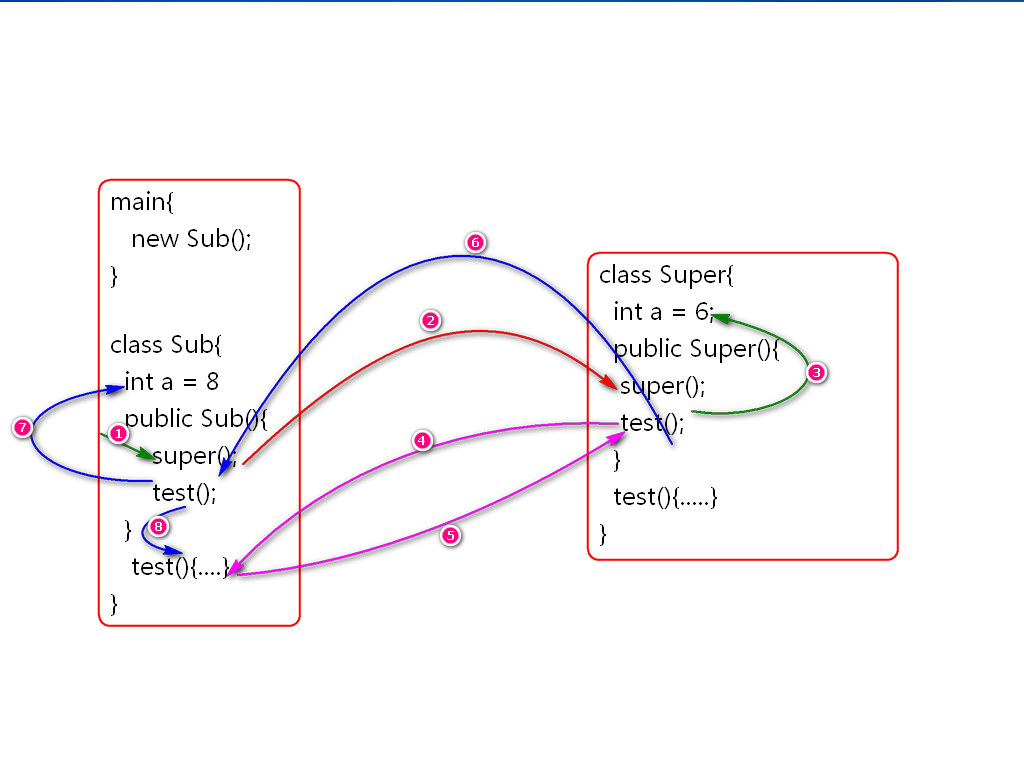 main{
new Sub();
}
class Sub{
int a = 8
public Sub(){
super();
test();
}
test(){....}
}
class Super{
int a = 6;
public Super(){
super();
test();
}
test(){.....}
}
1
2
3
4
5
6
7
8